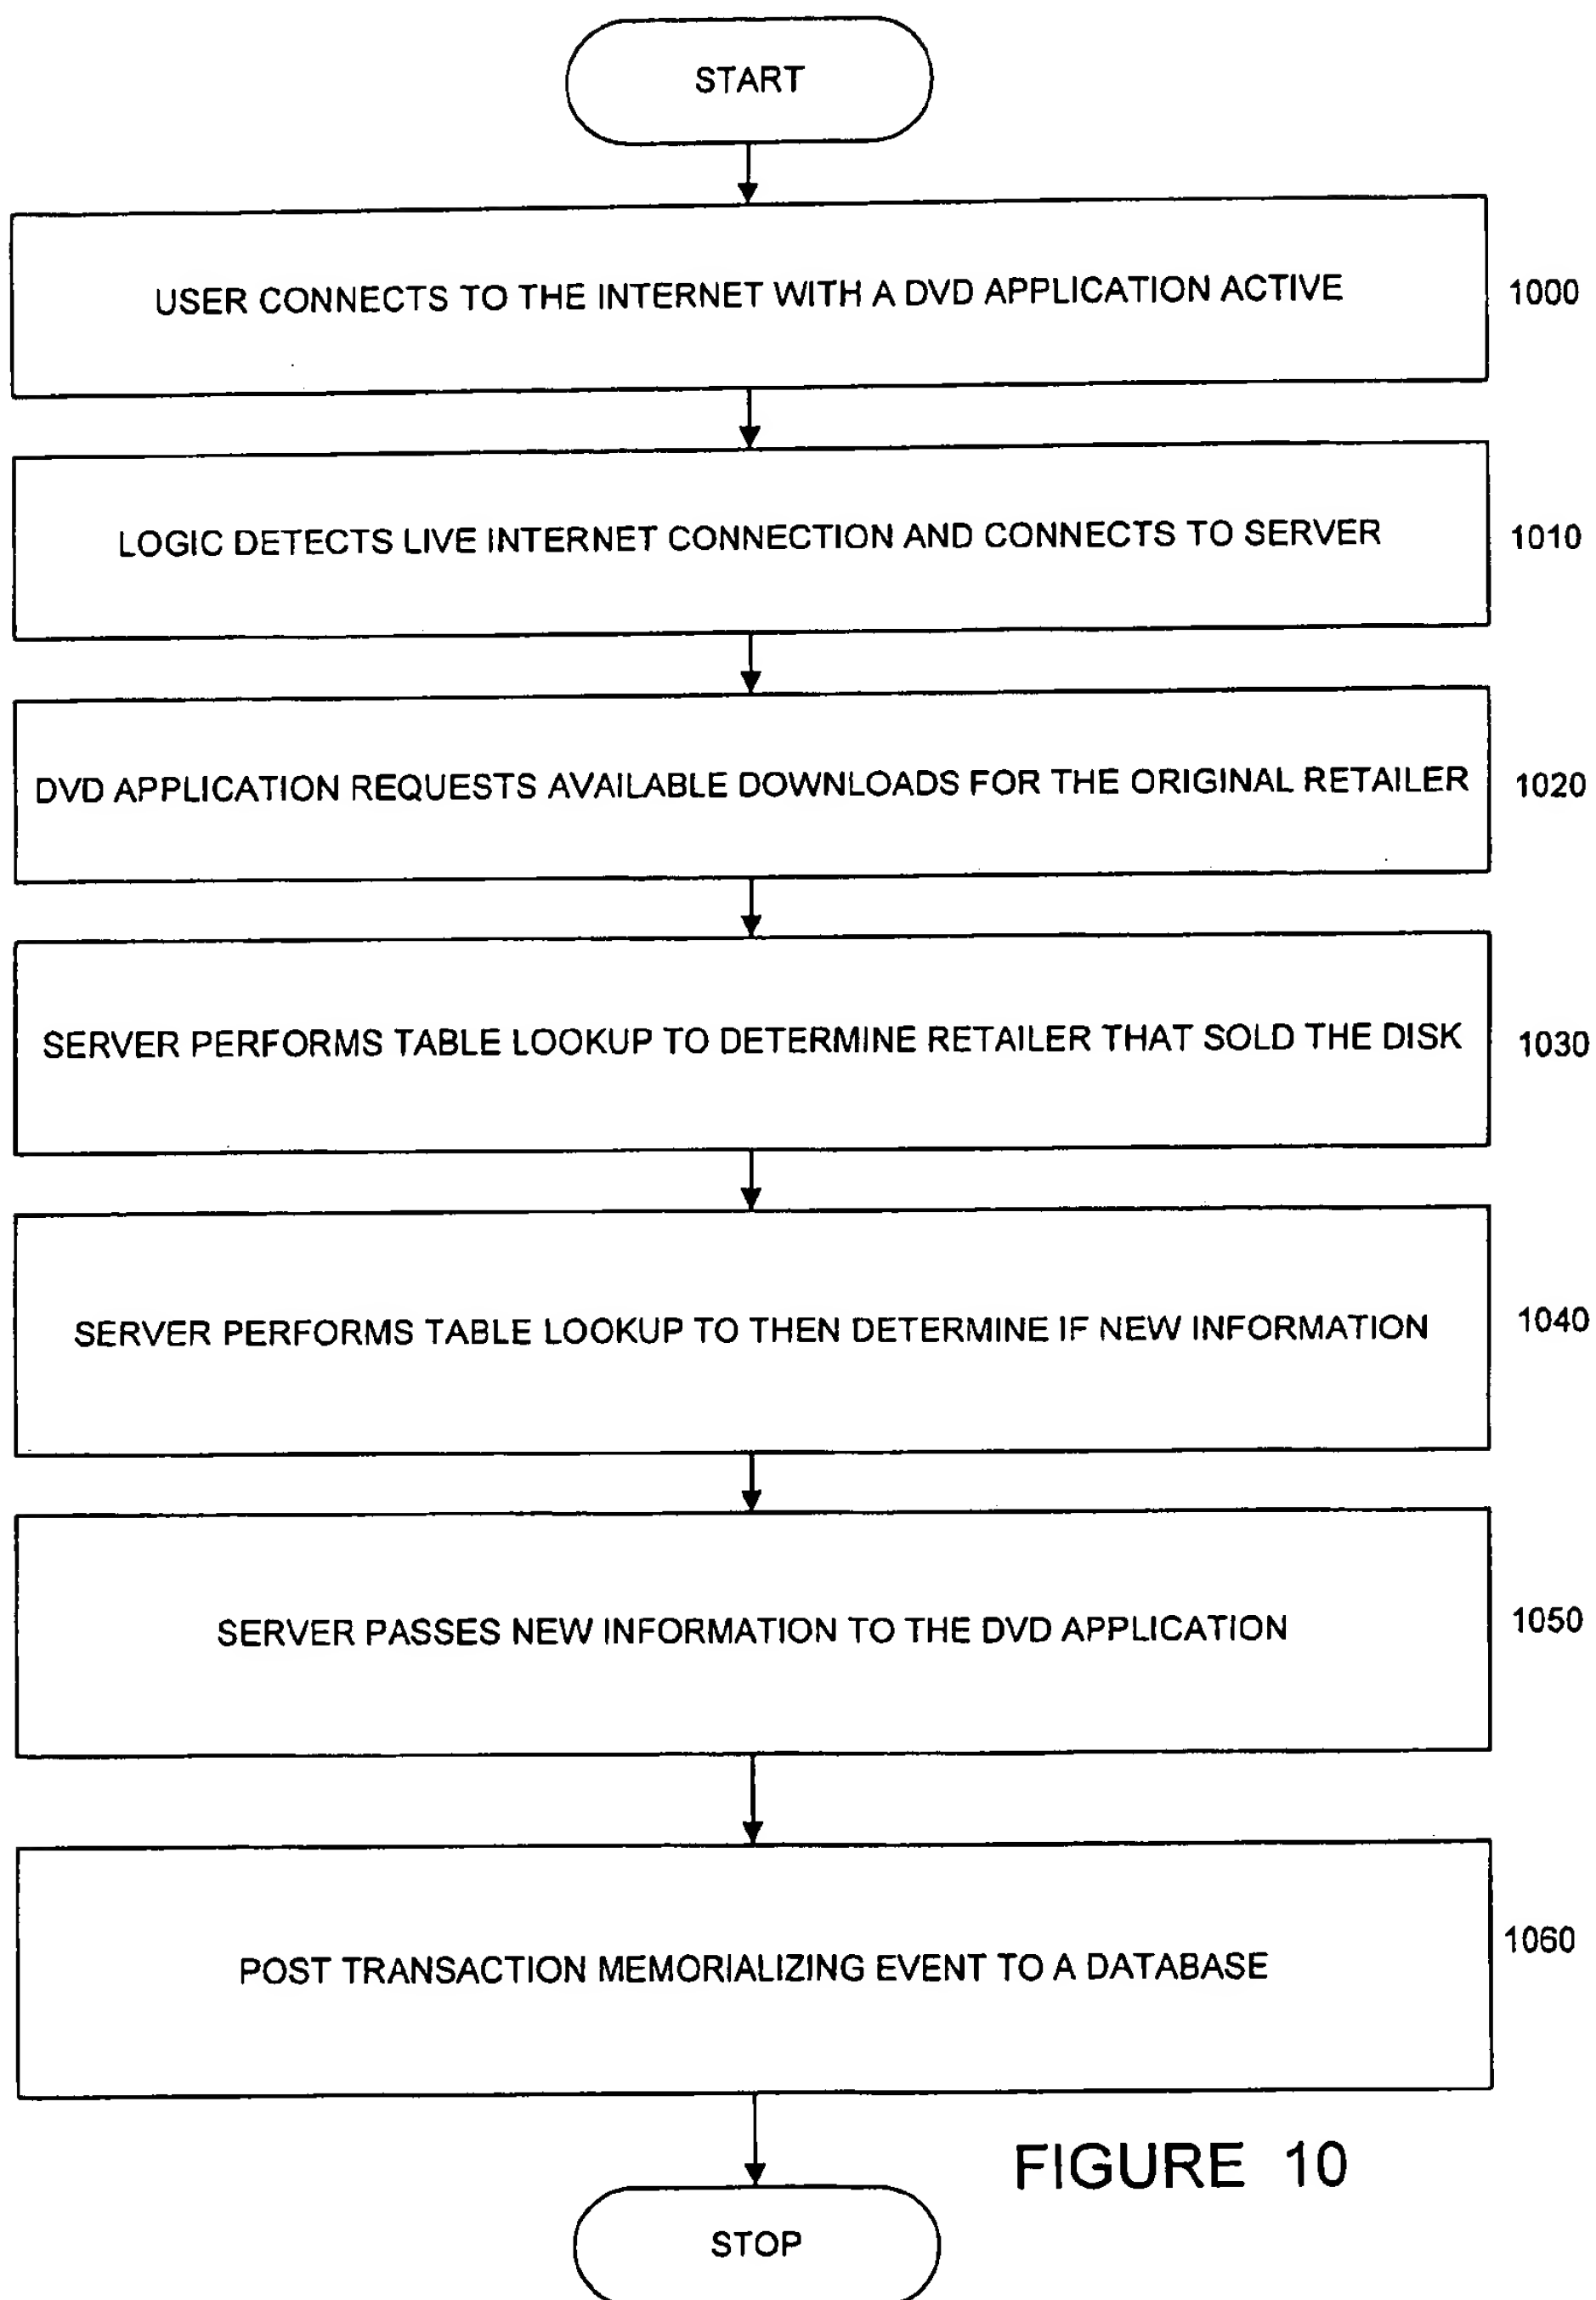 START
USER CONNECTS TO THE INTERNET WITH A DVD APPLICATION ACTIVE
1000
LOGIC DETECTS LIVE INTERNET CONNECTION AND CONNECTS TO SERVER
1010
DVD APPLICATION REQUESTS AVAILABLE DOWNLOADS FOR THE ORIGINAL RETAILER
1020
SERVER PERFORMS TABLE LOOKUP TO DETERMINE RETAILER THAT SOLD THE DISK
1030
SERVER PERFORMS TABLE LOOKUP TO THEN DETERMINE IF NEW INFORMATION
1040
SERVER PASSES NEW INFORMATION TO THE DVD APPLICATION
1050
POST TRANSACTION MEMORIALIZING EVENT TO A DATABASE
1060
FIGURE 10
STOP